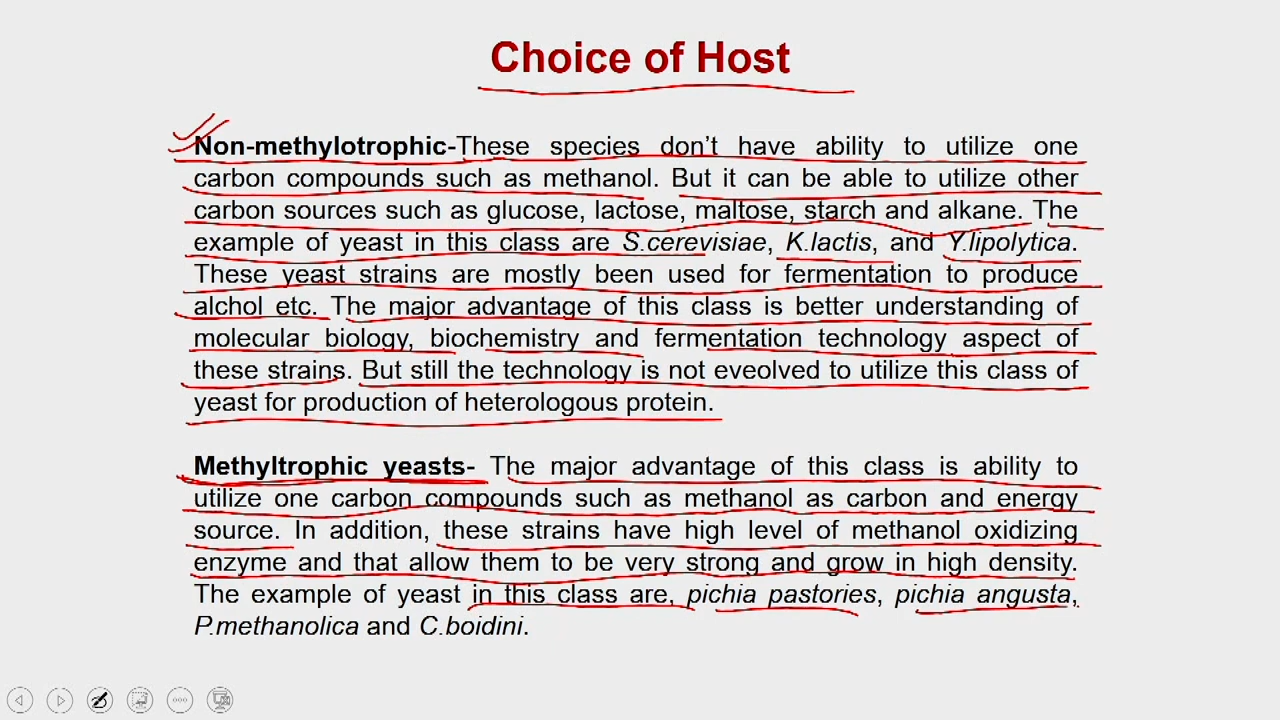 Choice of Host
Non-methylotrophic-These species don't have ability to utilize one
carbon compounds such as methanol. But it can be able to utilize other
carbon sources such as glucose, lactose, maltose, starch and alkane. The
example of yeast in this class are S.cerevisiae, K.lactis, and Y.lipolytica.
These yeast strains are mostly been used for fermentation to produce
alchol etc. The major advantage of this class is better understanding of
molecular biology, biochemistry and fermentation technology aspect of
these strains. But still the technology is not eveolved to utilize this class of
yeast for production of heterologous protein.
Methyltrophic yeasts- The major advantage of this class is ability to
utilize one carbon compounds such as methanol as carbon and energy
source. In addition, these strains have high level of methanol oxidizing
enzyme and that allow them to be very strong and grow in high density.
The example of yeast in this class are, pichia pastories, pichia angusta,
P.methanolica and C.boidini.